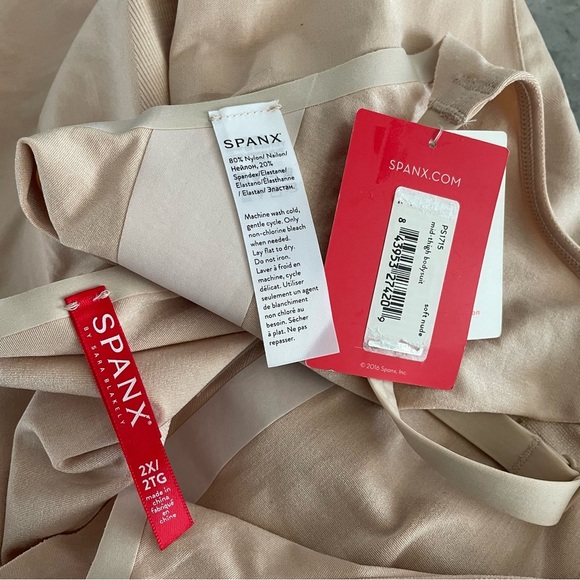 SPANX®
80% Nylon/ Nailon/
Нейлон, 20%
Spandex/Elastane/
Elastano/Élasthanne
/ Elastan/ Эластан.
Machine wash cold,
gentle cycle. Only
non-chlorine bleach
when needed.
Lay flat to dry.
Do not iron.
Laver à froid en
machine, cycle
délicat. Utiliser
seulement un agent
de blanchiment
non chloré au
besoin. Sécher
à plat. Ne pas
repasser.
SPANX.COM
PS1715
mid-thigh bodysuit
soft nude
8 43953 27420 9
© 2016 Spanx, Inc.
SPANX®
BY SARA BLAKELY
2X/
2TG
made in
china
fabriqué
en chine